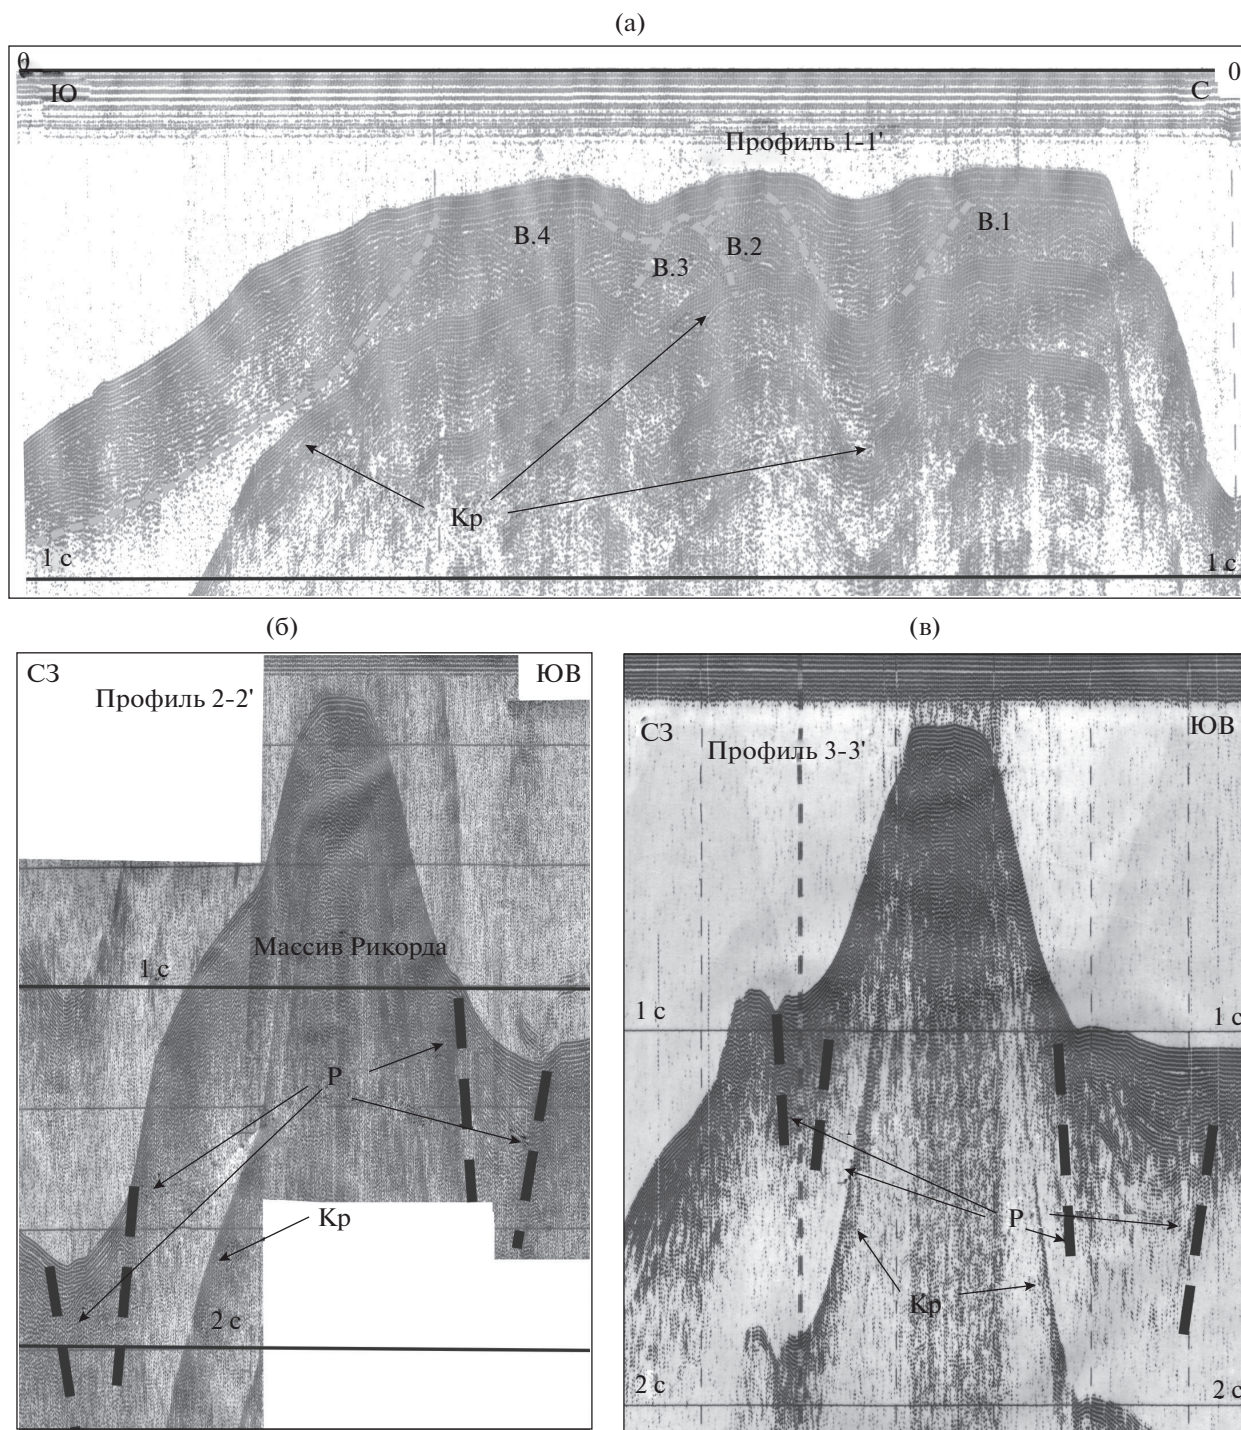 (а)
0
0
Ю
С
Профиль 1-1'
В.4
В.3
В.2
В.1
Кр
1 с
1 с
(б)
СЗ
ЮВ
Профиль 2-2'
Массив Рикорда
1 с
Р
Кр
2 с
(в)
СЗ
ЮВ
Профиль 3-3'
1 с
1 с
Р
Кр
2 с
2 с